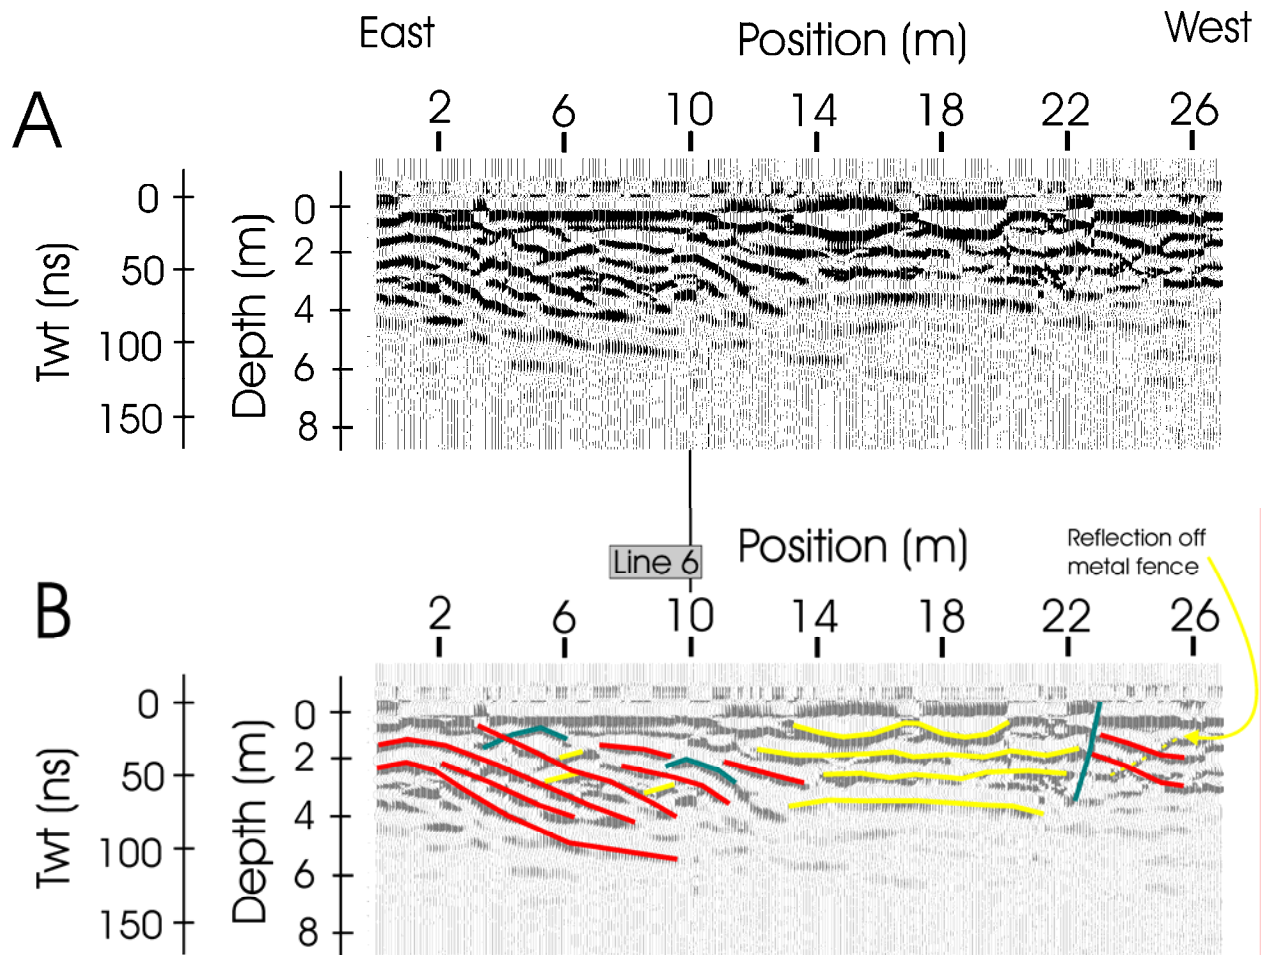 East
Position (m)
West
A
2 6 10 14 18 22 26
Twt (ns)
0
50
100
150
Depth (m)
0
2
4
6
8
Line 6
Position (m)
Reflection off
metal fence
B
2 6 10 14 18 22 26
Twt (ns)
0
50
100
150
Depth (m)
0
2
4
6
8